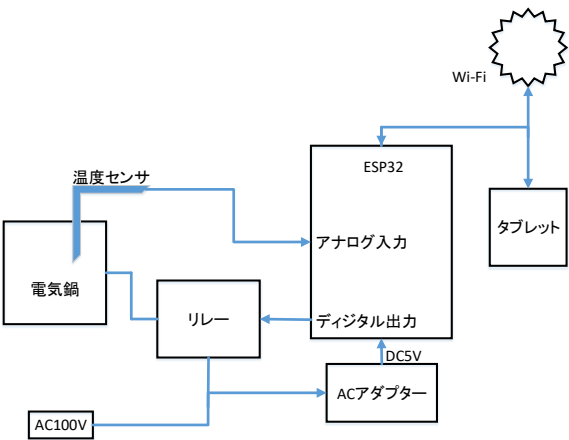 Wi-Fi
ESP32
温度センサ
タブレット
アナログ入力
電気鍋
リレー
ディジタル出力
DC5V
ACアダプター
AC100V